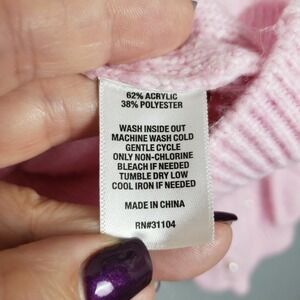 62% ACRYLIC
38% POLYESTER
WASH INSIDE OUT
MACHINE WASH COLD
GENTLE CYCLE
ONLY NON-CHLORINE
BLEACH IF NEEDED
TUMBLE DRY LOW
COOL IRON IF NEEDED
MADE IN CHINA
RN#31104